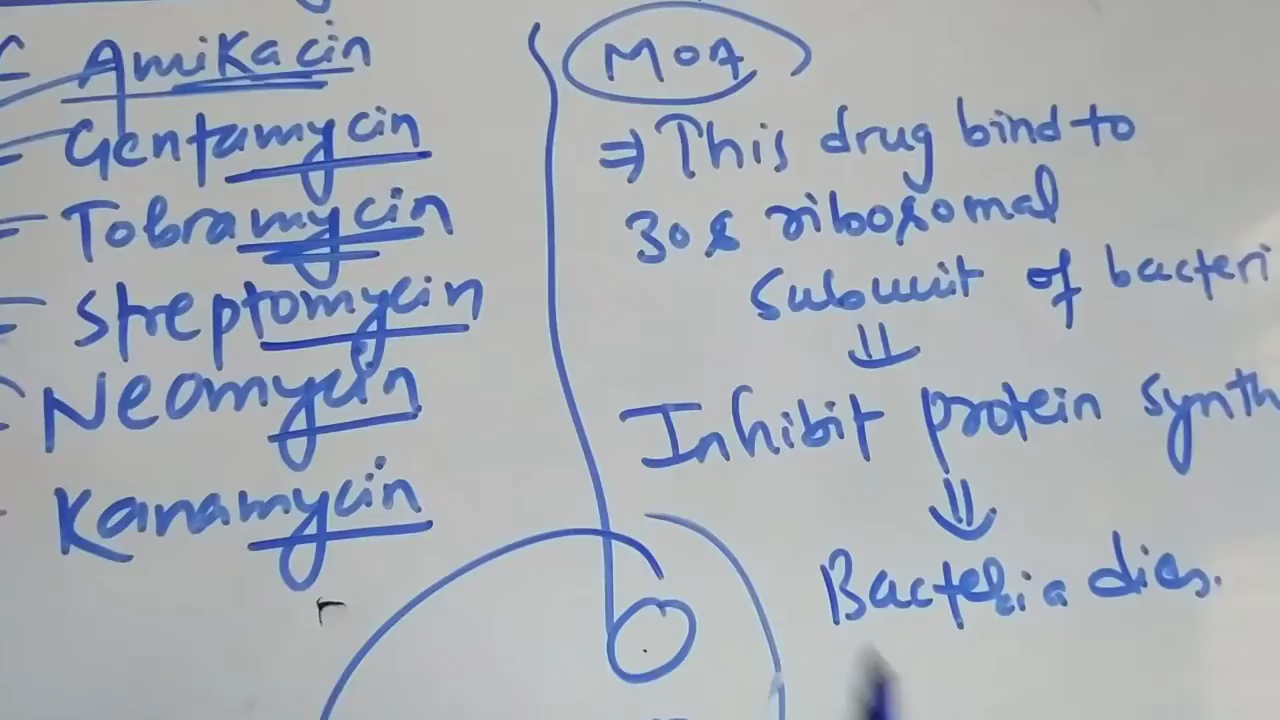 Amikacin
Gentamycin
Tobramycin
Streptomycin
Neomycin
Kanamycin
MOA
⇒ This drug bind to
30s ribosomal
Subunit of bacteri
⇓
Inhibit protein synth
⇓
Bacteria dies.